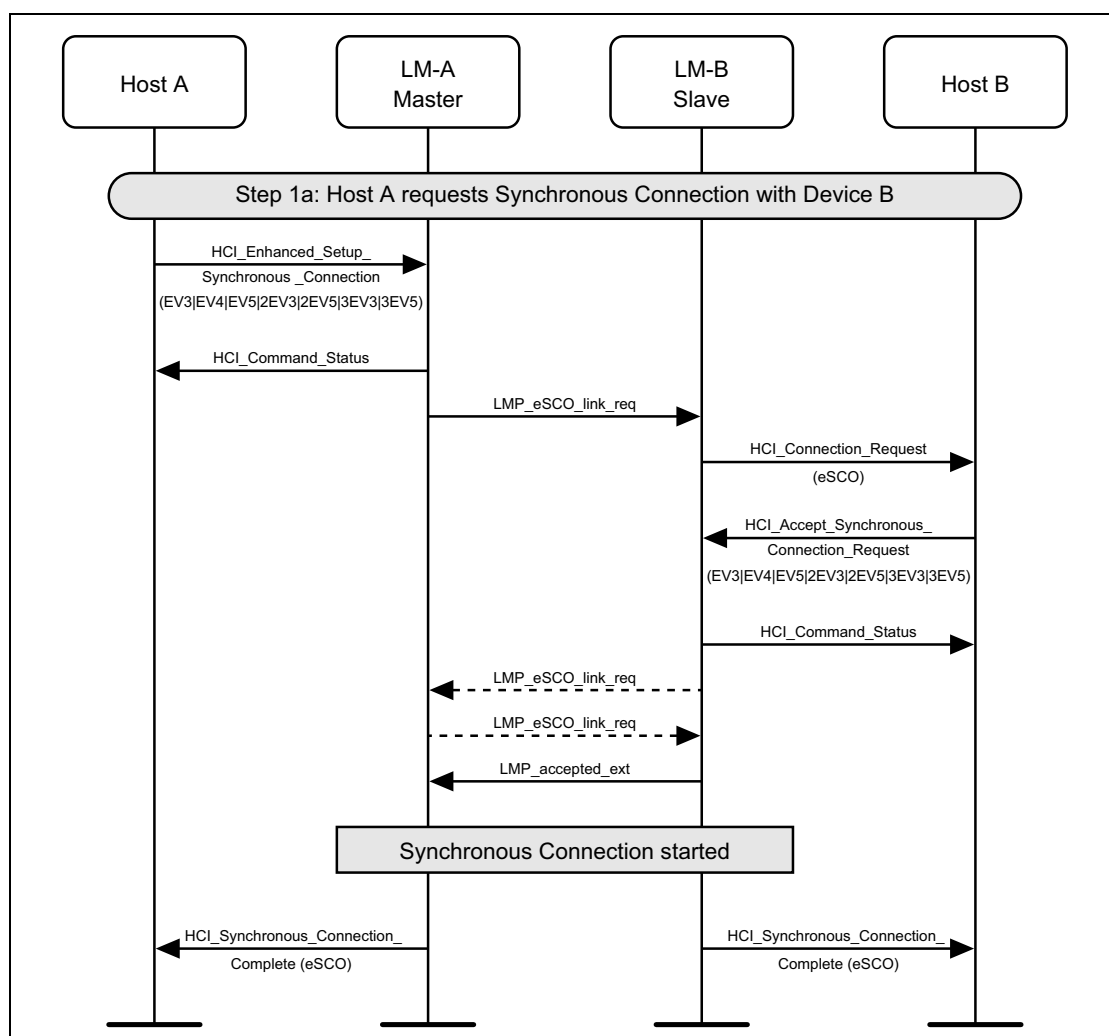 Host A
LM-A
Master
LM-B
Slave
Host B
Step 1a: Host A requests Synchronous Connection with Device B
HCI_Enhanced_Setup_
Synchronous _Connection
(EV3|EV4|EV5|2EV3|2EV5|3EV3|3EV5)
HCI_Command_Status
LMP_eSCO_link_req
HCI_Connection_Request
(eSCO)
HCI_Accept_Synchronous_
Connection_Request
(EV3|EV4|EV5|2EV3|2EV5|3EV3|3EV5)
HCI_Command_Status
LMP_eSCO_link_req
LMP_eSCO_link_req
LMP_accepted_ext
Synchronous Connection started
HCI_Synchronous_Connection_
Complete (eSCO)
HCI_Synchronous_Connection_
Complete (eSCO)